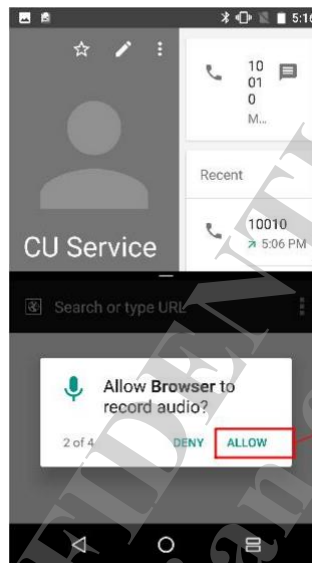 5:16
10
01
0
M...
CU Service
Recent
10010
5:06 PM
Search or type URL
Allow Browser to
record audio?
2 of 4
DENY
ALLOW